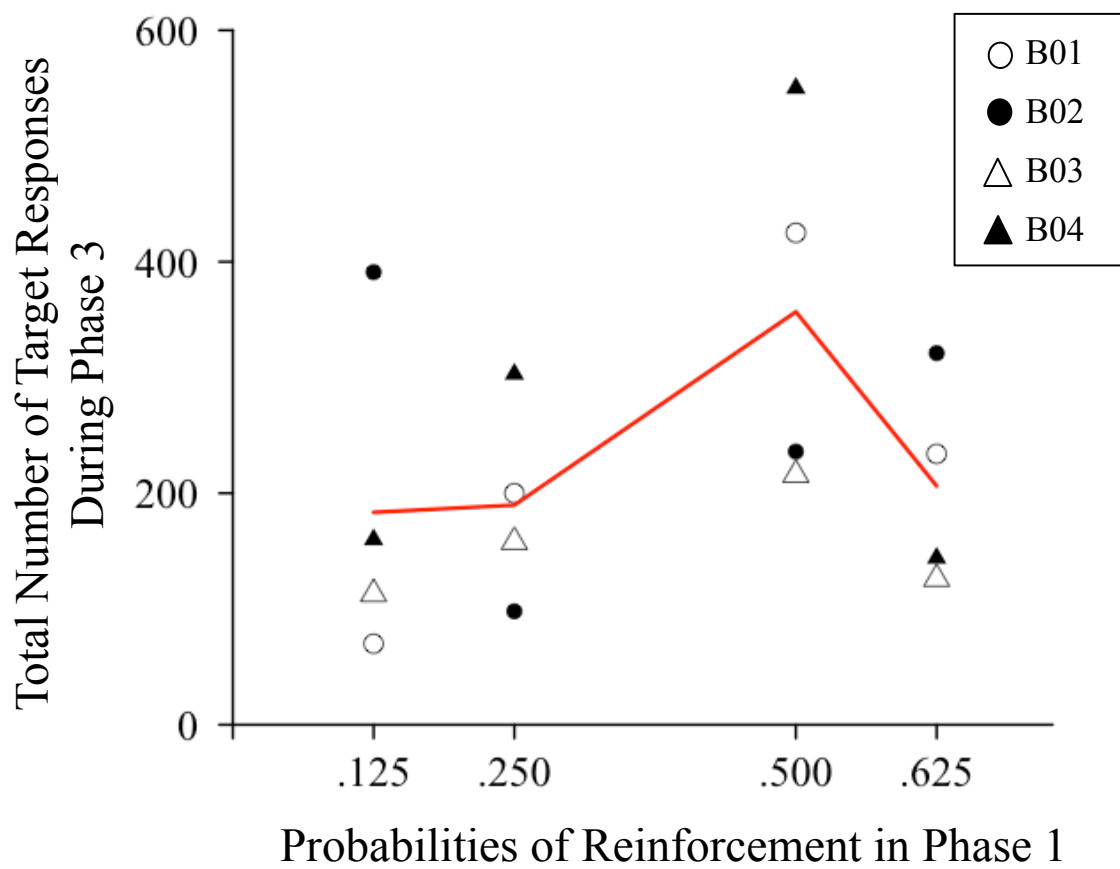 Total Number of Target Responses
During Phase 3
600
400
200
0
.125
.250
.500
.625
Probabilities of Reinforcement in Phase 1
B01
B02
B03
B04